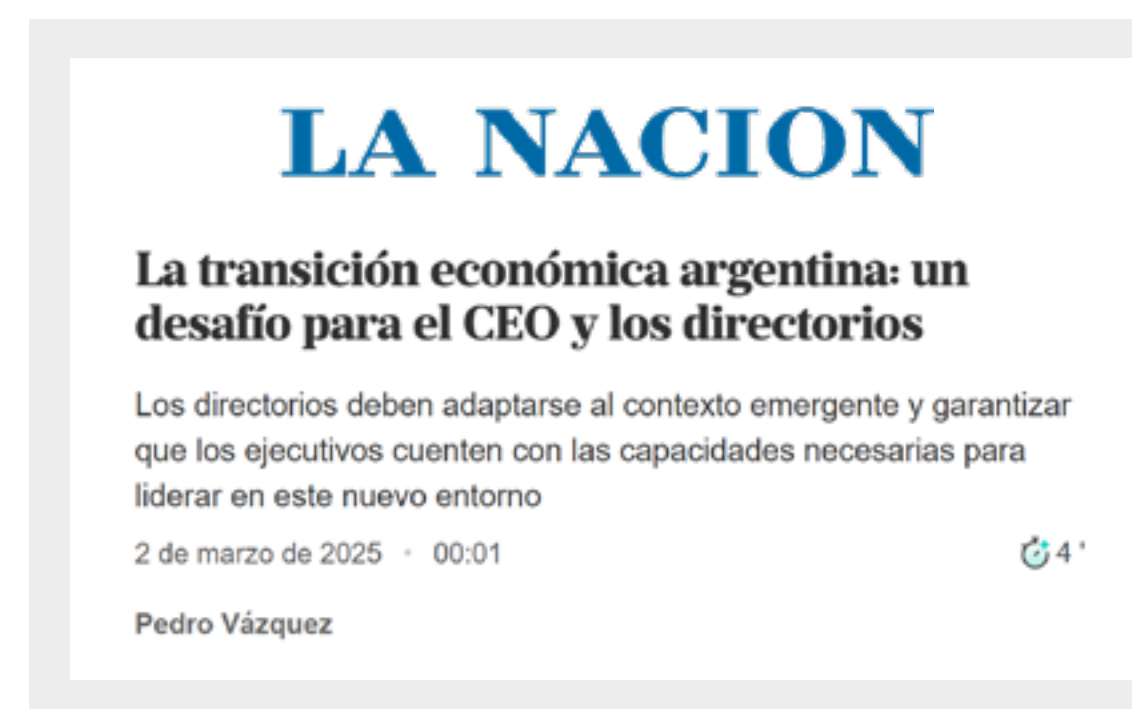 LA NACION
La transición económica argentina: un
desafío para el CEO y los directorios
Los directorios deben adaptarse al contexto emergente y garantizar
que los ejecutivos cuenten con las capacidades necesarias para
liderar en este nuevo entorno
2 de marzo de 2025 • 00:01 4 '
Pedro Vázquez